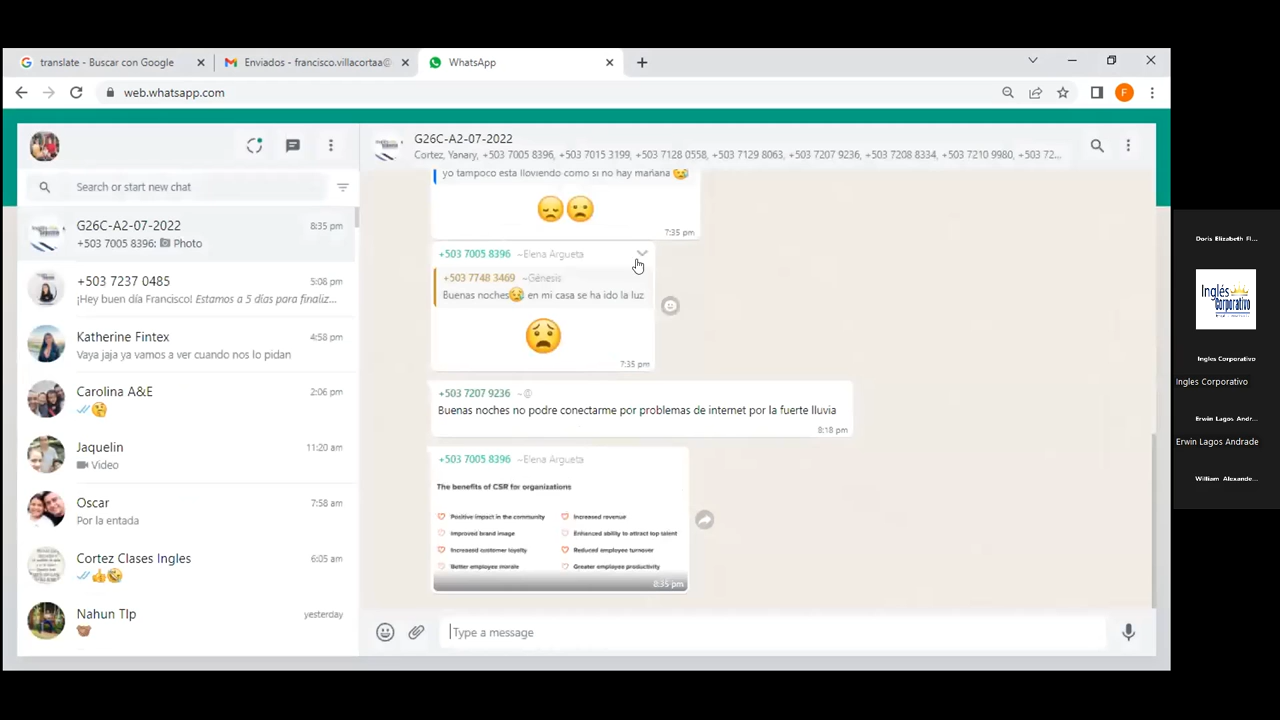 translate - Buscar con Google
Enviados - francisco.villacortaa@
WhatsApp
web.whatsapp.com
F
G26C-A2-07-2022
Cortez, Yanary, +503 7005 8396, +503 7015 3199, +503 7128 0558, +503 7129 8063, +503 7207 9236, +503 7208 8334, +503 7210 9980, +503 72...
Search or start new chat
G26C-A2-07-2022
8:35 pm
+503 7005 8396: Photo
+503 7237 0485
5:08 pm
¡Hey buen día Francisco! Estamos a 5 días para finaliz...
Katherine Fintex
4:58 pm
Vaya jaja ya vamos a ver cuando nos lo pidan
Carolina A&E
2:06 pm
Jaquelin
11:20 am
Video
Oscar
7:58 am
Por la entada
Cortez Clases Ingles
6:05 am
Nahun Tlp
yesterday
yo tampoco esta lloviendo como si no hay mañana
7:35 pm
+503 7005 8396 ~Elena Argueta
+503 7748 3469 ~Génesis
Buenas noches en mi casa se ha ido la luz
7:35 pm
+503 7207 9236 ~@
Buenas noches no podre conectarme por problemas de internet por la fuerte lluvia
8:18 pm
+503 7005 8396 ~Elena Argueta
The benefits of CSR for organizations
Positive impact in the community
Increased revenue
Improved brand image
Enhanced ability to attract top talent
Increased customer loyalty
Reduced employee turnover
Better employee morale
Greater employee productivity
8:35 pm
Type a message
Doris Elizabeth Fl...
Inglés
Corporativo
Ingles Corporativo
Ingles Corporativo
Erwin Lagos Andr...
Erwin Lagos Andrade
William Alexande...